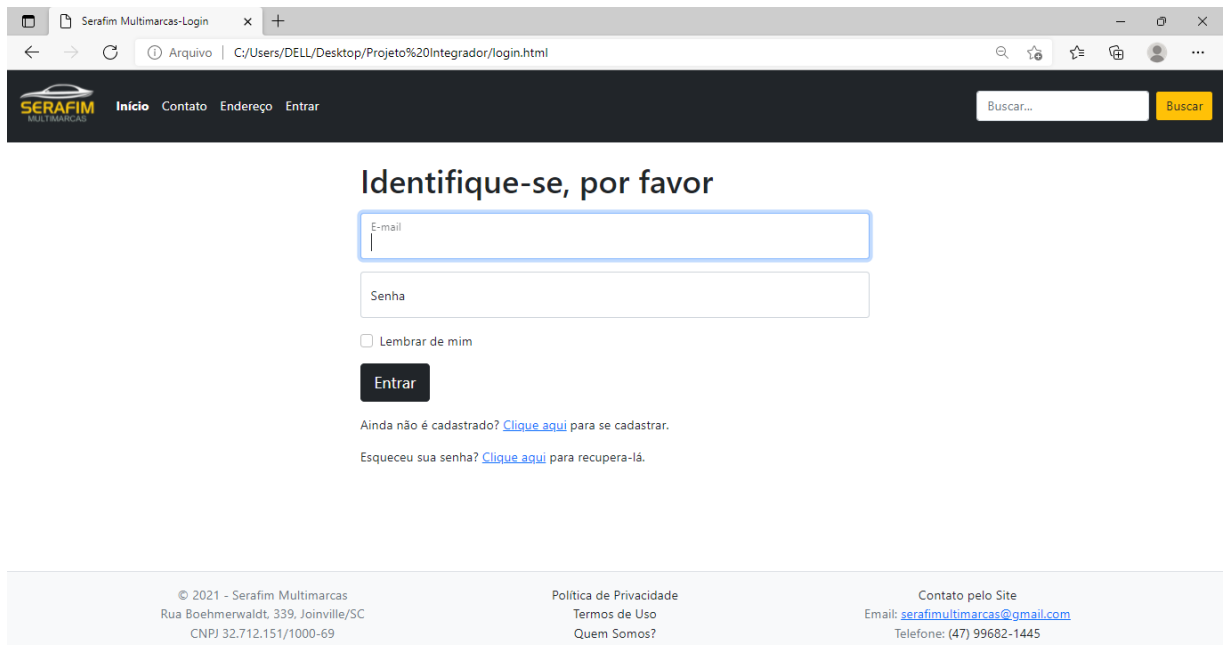 Serafim Multimarcas-Login
Arquivo | C:/Users/DELL/Desktop/Projeto%20Integrador/login.html
SERAFIM
MULTIMARCAS
Início Contato Endereço Entrar
Buscar...
Buscar
Identifique-se, por favor
E-mail
Senha
Lembrar de mim
Entrar
Ainda não é cadastrado? Clique aqui para se cadastrar.
Esqueceu sua senha? Clique aqui para recupera-lá.
© 2021 - Serafim Multimarcas
Rua Boehmerwaldt, 339, Joinville/SC
CNPJ 32.712.151/1000-69
Política de Privacidade
Termos de Uso
Quem Somos?
Contato pelo Site
Email: serafimultimarcas@gmail.com
Telefone: (47) 99682-1445